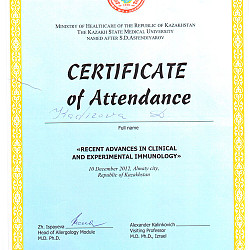 MINISTRY OF HEALTHCARE OF THE REPUBLIC OF KAZAKHSTAN
THE KAZAKH STATE MEDICAL UNIVERSITY
NAMED AFTER S.D.ASFENDIYAROV
CERTIFICATE
of Attendance
Full name
«RECENT ADVANCES IN CLINICAL
AND EXPERIMENTAL IMMUNOLOGY»
10 December 2012, Almaty city,
Republic of Kazakhstan
Zh. Ispaeva
Head of Allergology Module
M.D. Ph.D.
Alexander Kalinkovich
Visiting Professor
M.D. Ph.D., Israel